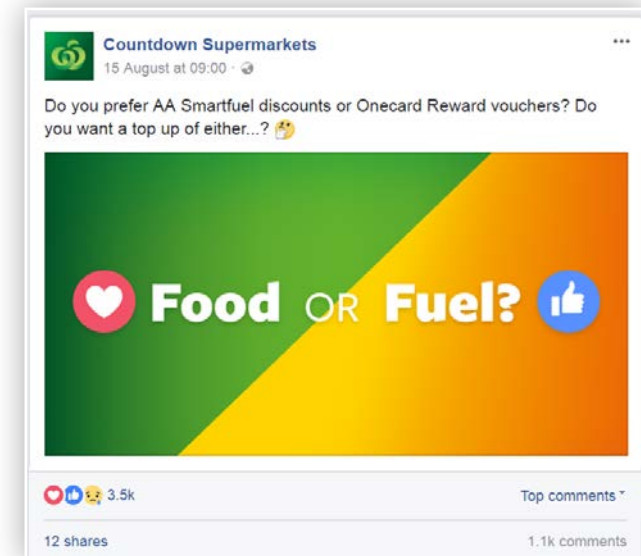 Countdown Supermarkets
15 August at 09:00 ·
Do you prefer AA Smartfuel discounts or Onecard Reward vouchers? Do
you want a top up of either...? 🤔
Food OR Fuel?
3.5k
Top comments
12 shares
1.1k comments